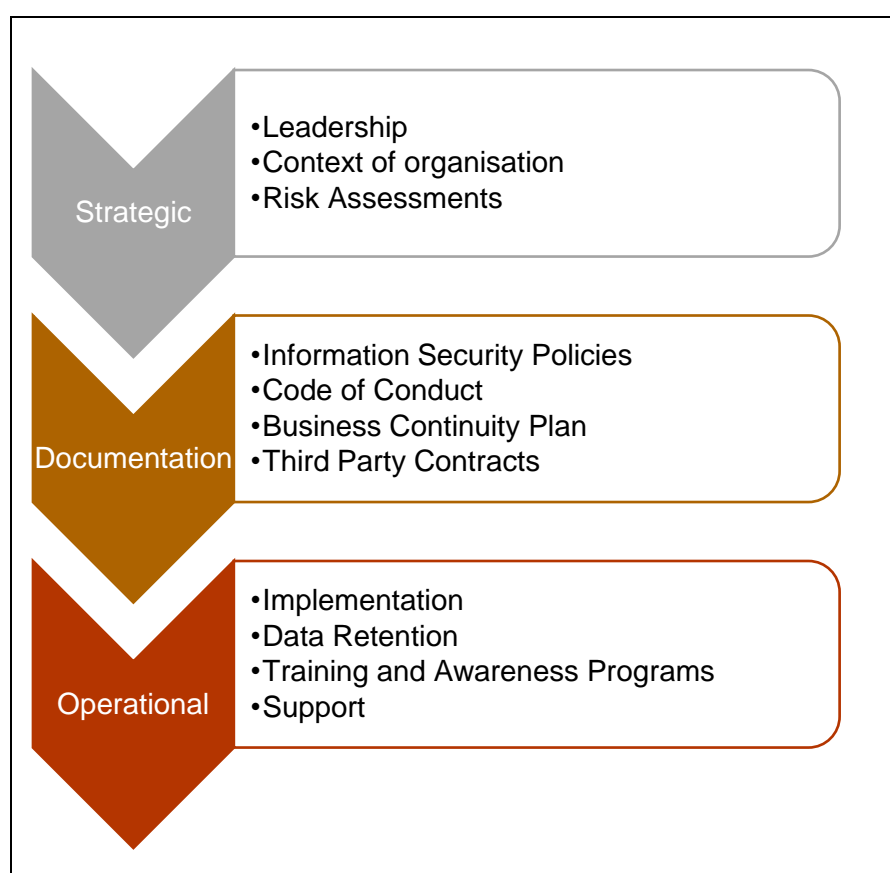 Strategic
•Leadership
•Context of organisation
•Risk Assessments
Documentation
•Information Security Policies
•Code of Conduct
•Business Continuity Plan
•Third Party Contracts
Operational
•Implementation
•Data Retention
•Training and Awareness Programs
•Support